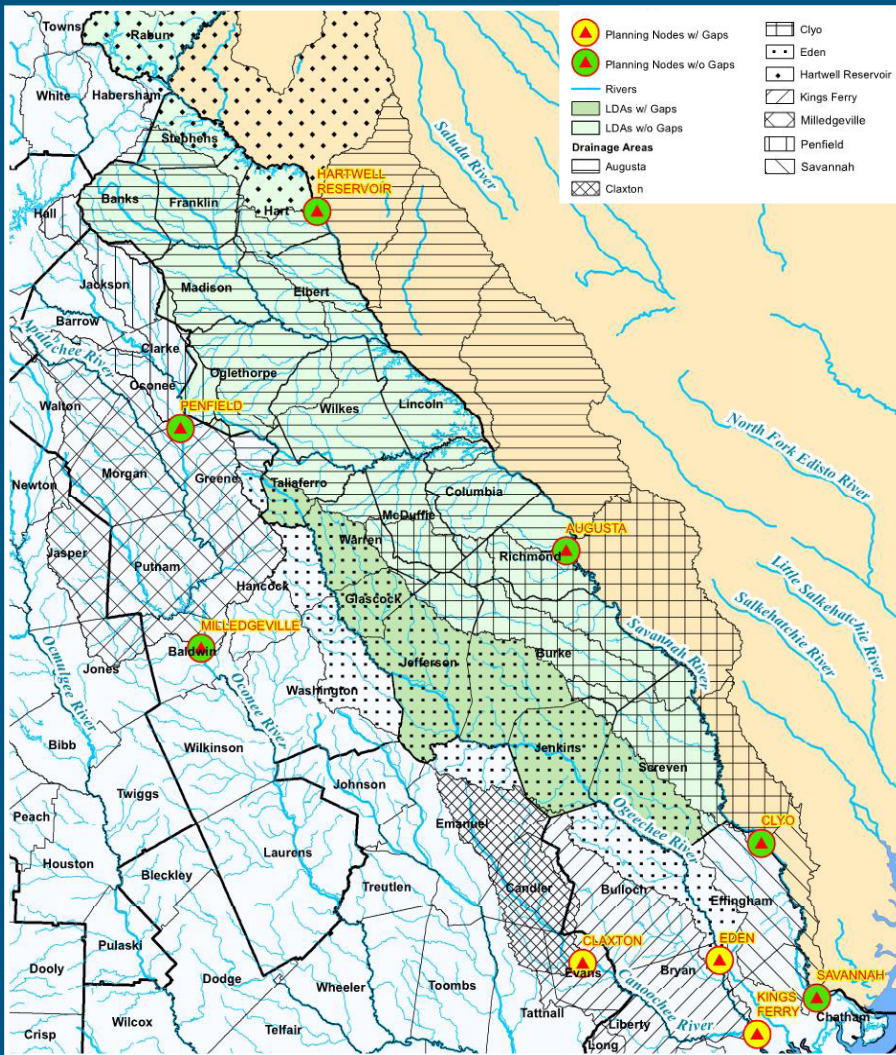 Planning Nodes w/ Gaps
Planning Nodes w/o Gaps
Rivers
LDAs w/ Gaps
LDAs w/o Gaps
Drainage Areas
Augusta
Claxton
Clyo
Eden
Hartwell Reservoir
Kings Ferry
Milledgeville
Penfield
Savannah
Towns
Rabun
White
Habersham
Stephens
Saluda River
HARTWELL
RESERVOIR
Banks
Franklin
Hart
Hall
Jackson
Madison
Elbert
Barrow
Apalachee River
Clarke
Oconee
Oglethorpe
Walton
PENFIELD
Wilkes
Lincoln
North Fork Edisto River
Morgan
Greene
Newton
Taliaferro
Columbia
McDuffie
AUGUSTA
Warren
Richmond
Jasper
Putnam
Hancock
Glascock
Little Salkehatchie River
Salkehatchie River
MILLEDGEVILLE
Baldwin
Jones
Jefferson
Burke
Savannah River
Ocmulgee River
Oconee River
Washington
Bibb
Wilkinson
Jenkins
Screven
Twiggs
Johnson
Peach
Emanuel
Ogeechee River
CLYO
Houston
Bleckley
Laurens
Treutlen
Candler
Bulloch
Effingham
Pulaski
CLAXTON
EDEN
Dooly
Dodge
Wheeler
Toombs
Evans
Bryan
Canoochee River
SAVANNAH
KINGS
FERRY
Chatham
Tattnall
Liberty
Long
Crisp
Wilcox
Telfair